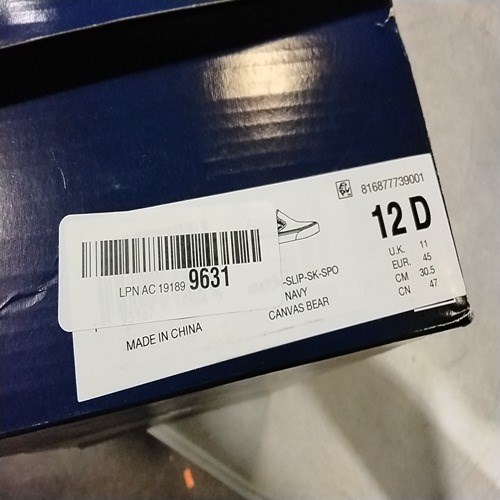 816877739001
12 D
U.K. 11
EUR. 45
CM 30.5
CN 47
LPN AC 19189 9631
-SLIP-SK-SPO
NAVY
CANVAS BEAR
MADE IN CHINA